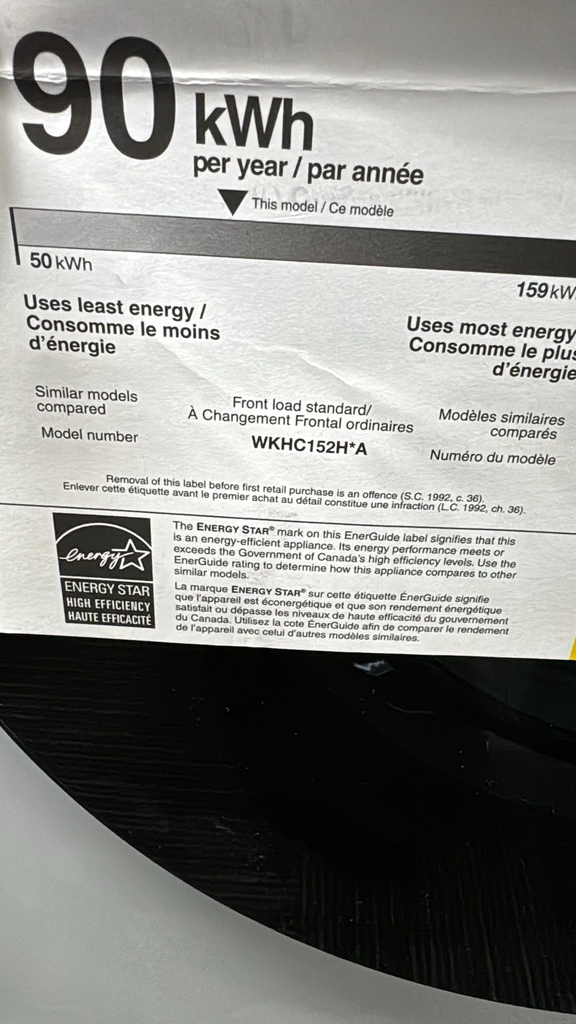 90 kWh
per year / par année
This model / Ce modèle
50 kWh
159 kW
Uses least energy /
Consomme le moins
d'énergie
Uses most energy
Consomme le plus
d'énergie
Similar models
compared
Front load standard/
À Changement Frontal ordinaires
Modèles similaires
comparés
Model number
WKHC152H*A
Numéro du modèle
Removal of this label before first retail purchase is an offence (S.C. 1992, c. 36).
Enlever cette étiquette avant le premier achat au détail constitue une infraction (L.C. 1992, ch. 36).
energy
ENERGY STAR
HIGH EFFICIENCY
HAUTE EFFICACITÉ
The ENERGY STAR® mark on this EnerGuide label signifies that this
is an energy-efficient appliance. Its energy performance meets or
exceeds the Government of Canada's high efficiency levels. Use the
EnerGuide rating to determine how this appliance compares to other
similar models.
La marque ENERGY STAR® sur cette étiquette ÉnerGuide signifie
que l'appareil est éconergétique et que son rendement énergétique
satisfait ou dépasse les niveaux de haute efficacité du gouvernement
du Canada. Utilisez la cote ÉnerGuide afin de comparer le rendement
de l'appareil avec celui d'autres modèles similaires.